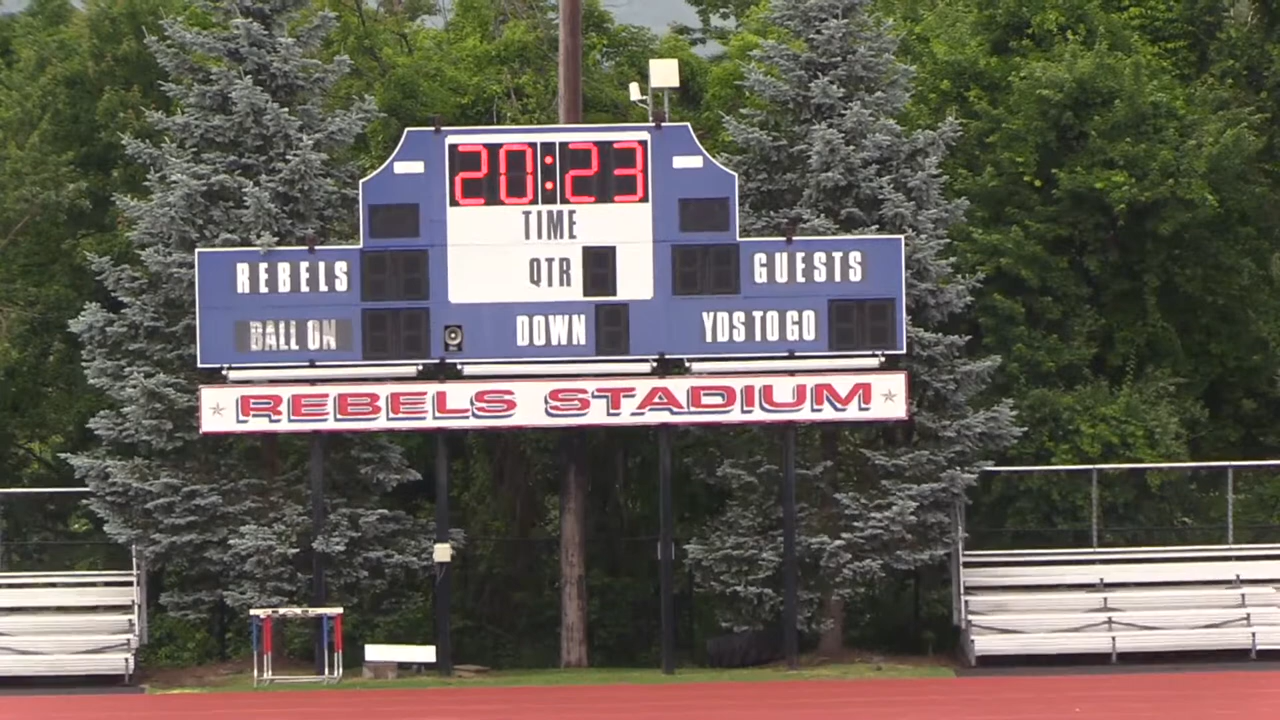 20:23
TIME
REBELS QTR GUESTS
BALL ON DOWN YDS TO GO
REBELS STADIUM